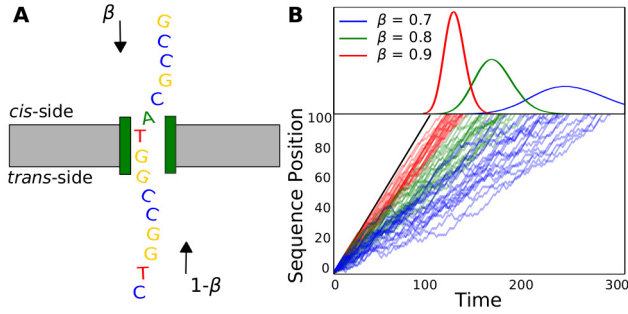 A
β
G
C
C
G
C
A
T
G
G
C
C
G
G
T
C
cis-side
trans-side
1-β
B
β = 0.7
β = 0.8
β = 0.9
Sequence Position
100
80
60
40
20
0
0 100 200 300
Time